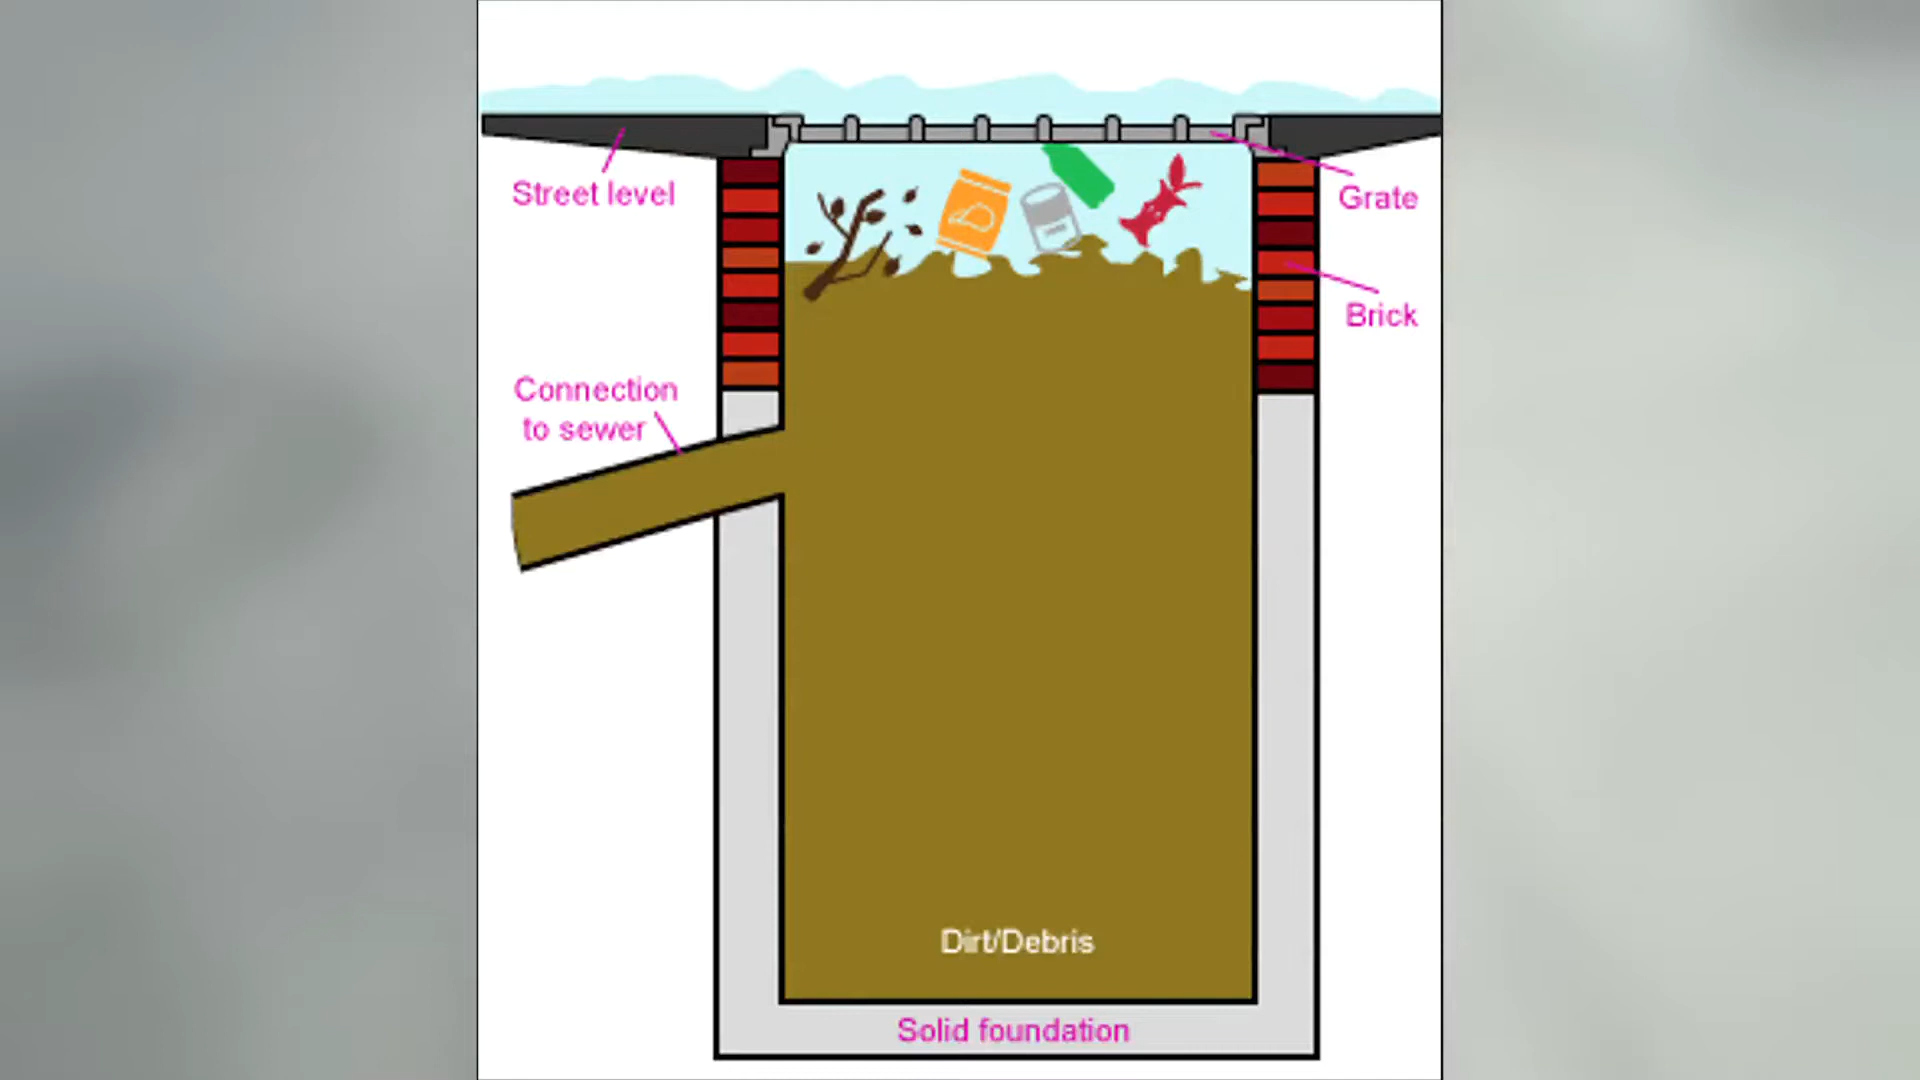 Street level
Grate
Brick
Connection
to sewer
Dirt/Debris
Solid foundation